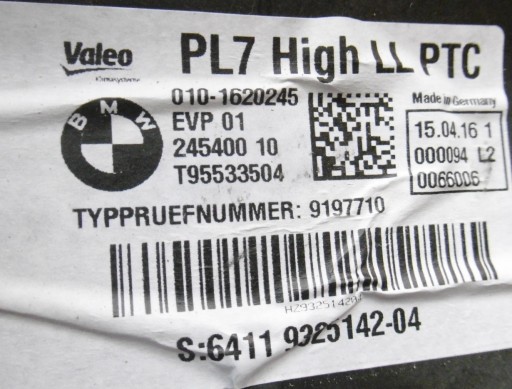 Valeo
PL7 High LL PTC
010-1620245
EVP 01
245400 10
T95533504
Made in Germany
15.04.16 1
000094 L2
0066006
BMW
TYPPRUEFNUMMER: 9197710
S:6411 9325142-04